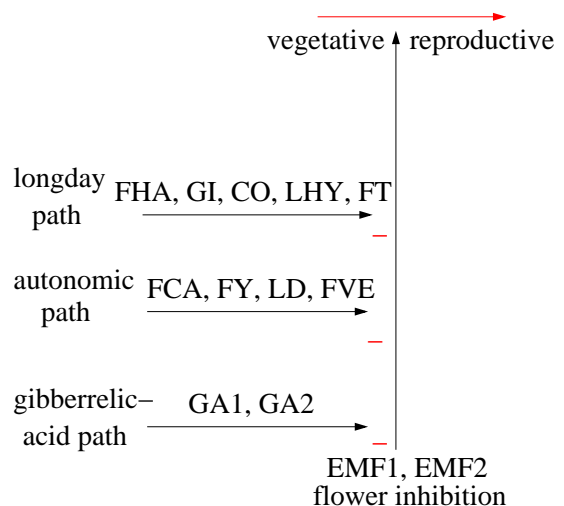 vegetative reproductive
longday
path
FHA, GI, CO, LHY, FT
autonomic
path
FCA, FY, LD, FVE
gibberrelic−
acid path
GA1, GA2
EMF1, EMF2
flower inhibition